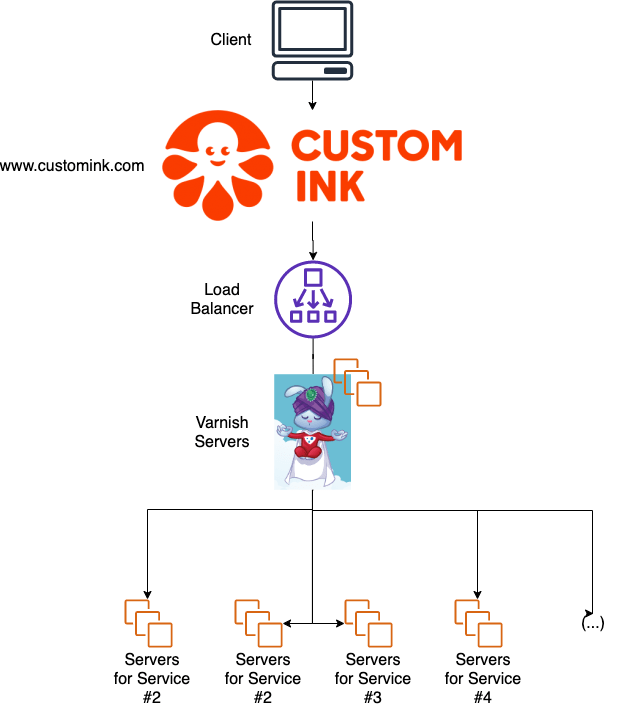 Client
www.customink.com
CUSTOM
INK
Load
Balancer
Varnish
Servers
(...)
Servers
for Service
#2
Servers
for Service
#2
Servers
for Service
#3
Servers
for Service
#4